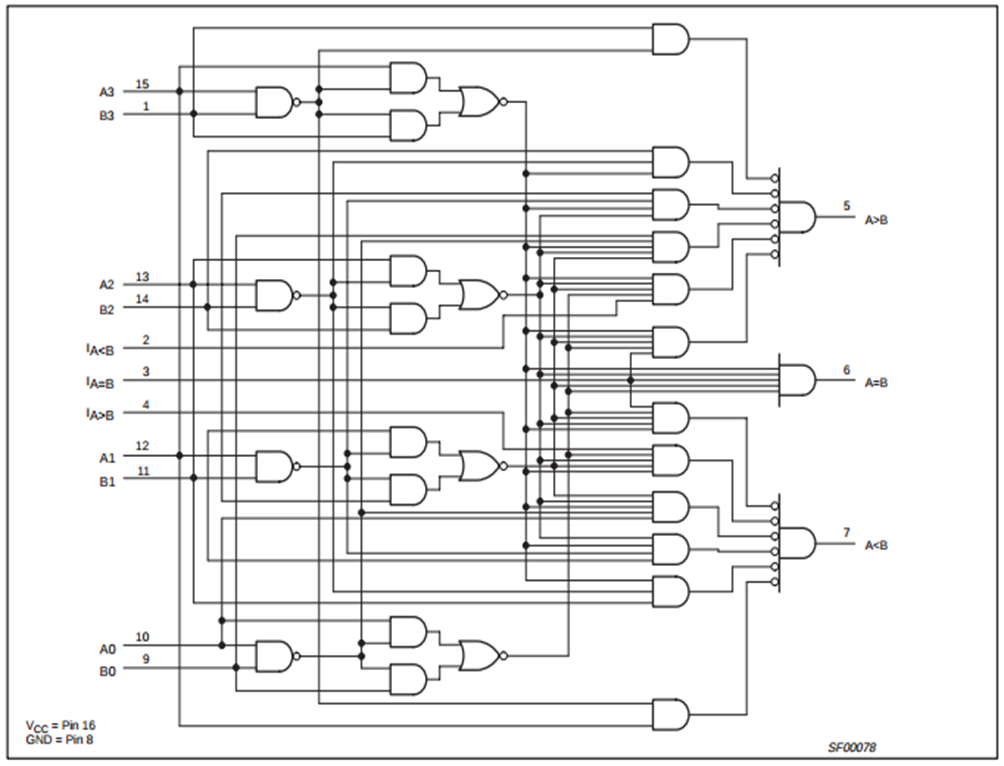 A3 15
B3 1
5 A>B
A2 13
B2 14
IA<B 2
IA=B 3
6 A=B
IA>B 4
A1 12
B1 11
7 A<B
A0 10
B0 9
VCC = Pin 16
GND = Pin 8
SF00078